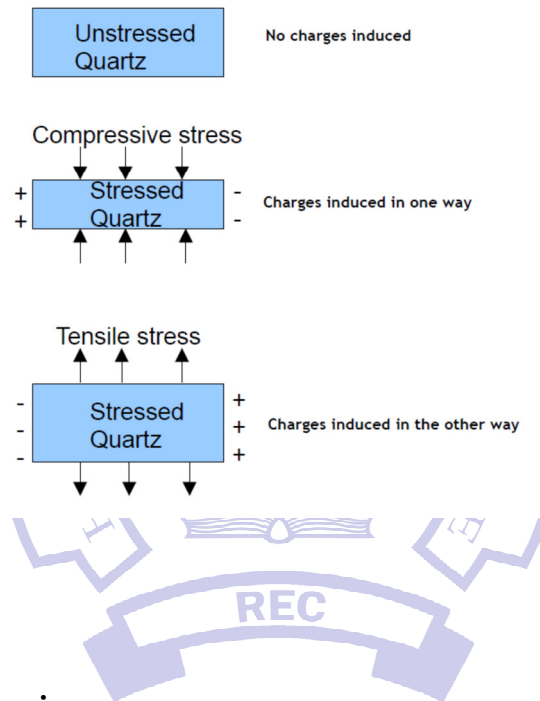 Unstressed
Quartz
No charges induced
Compressive stress
+ Stressed -
+ Quartz -
Charges induced in one way
Tensile stress
- +
- Stressed +
Quartz
- +
Charges induced in the other way
REC